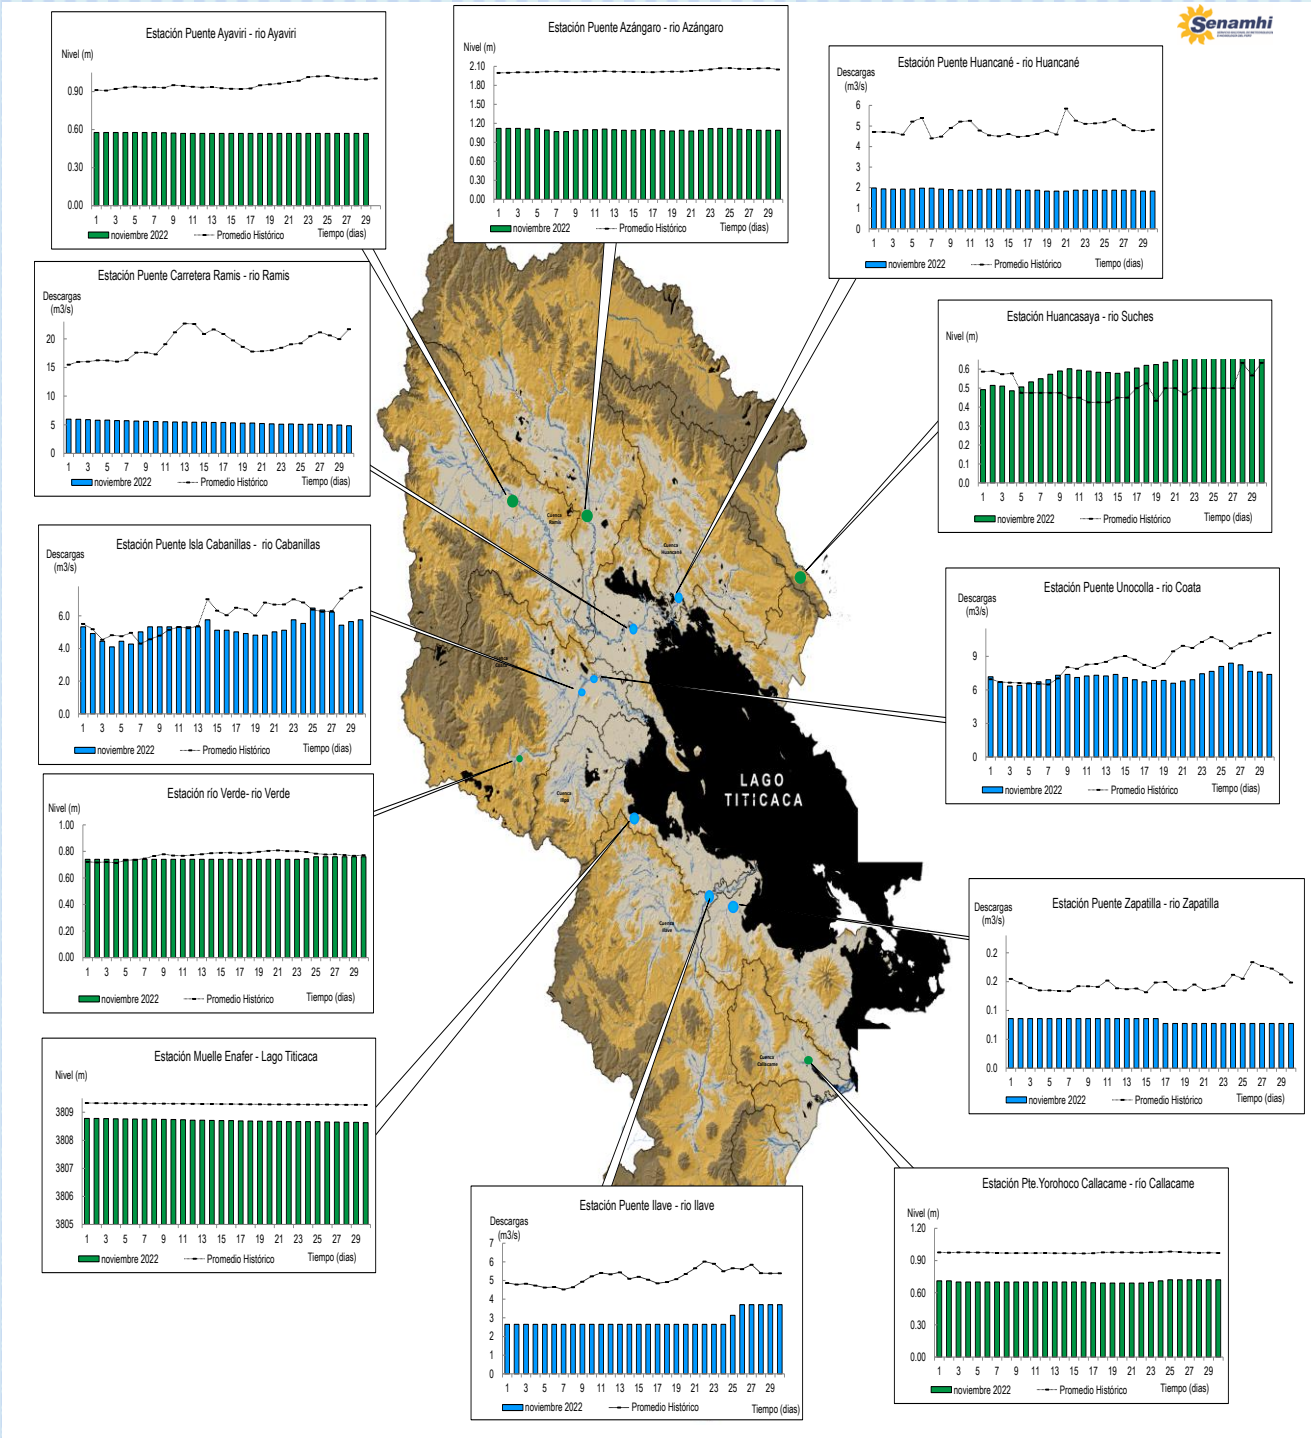 Senamhi
Estación Puente Ayaviri - rio Ayaviri
Nivel (m)
0.90
0.60
0.30
0.00
1 3 5 7 9 11 13 15 17 19 21 23 25 27 29
noviembre 2022 Promedio Histórico Tiempo (dias)
Estación Puente Azángaro - rio Azángaro
Nivel (m)
2.10
1.80
1.50
1.20
0.90
0.60
0.30
0.00
1 3 5 7 9 11 13 15 17 19 21 23 25 27 29
noviembre 2022 Promedio Histórico Tiempo (dias)
Estación Puente Huancané - rio Huancané
Descargas
(m3/s)
6
5
4
3
2
1
0
1 3 5 7 9 11 13 15 17 19 21 23 25 27 29
noviembre 2022 Promedio Histórico Tiempo (dias)
Estación Puente Carretera Ramis - rio Ramis
Descargas
(m3/s)
20
15
10
5
0
1 3 5 7 9 11 13 15 17 19 21 23 25 27 29
noviembre 2022 Promedio Histórico Tiempo (dias)
Estación Huancasaya - rio Suches
Nivel (m)
0.6
0.5
0.4
0.3
0.2
0.1
0.0
1 3 5 7 9 11 13 15 17 19 21 23 25 27 29
noviembre 2022 Promedio Histórico Tiempo (dias)
Estación Puente Isla Cabanillas - rio Cabanillas
Descargas
(m3/s)
6.0
4.0
2.0
0.0
1 3 5 7 9 11 13 15 17 19 21 23 25 27 29
noviembre 2022 Promedio Histórico Tiempo (dias)
Estación Puente Unocolla - rio Coata
Descargas
(m3/s)
9
6
3
0
1 3 5 7 9 11 13 15 17 19 21 23 25 27 29
noviembre 2022 Promedio Histórico Tiempo (dias)
Estación río Verde- rio Verde
Nivel (m)
1.00
0.80
0.60
0.40
0.20
0.00
1 3 5 7 9 11 13 15 17 19 21 23 25 27 29
noviembre 2022 Promedio Histórico Tiempo (dias)
Cuenca
Ramis
Cuenca
Huancané
Cuenca
Illpa
LAGO
TITICACA
Cuenca
Ilave
Cuenca
Callacame
Estación Puente Zapatilla - rio Zapatilla
Descargas
(m3/s)
0.2
0.2
0.1
0.1
0.0
1 3 5 7 9 11 13 15 17 19 21 23 25 27 29
noviembre 2022 Promedio Histórico Tiempo (dias)
Estación Muelle Enafer - Lago Titicaca
Nivel (m)
3809
3808
3807
3806
3805
1 3 5 7 9 11 13 15 17 19 21 23 25 27 29
noviembre 2022 Promedio Histórico Tiempo (dias)
Estación Puente Ilave - rio Ilave
Descargas
(m3/s)
7
6
5
4
3
2
1
0
1 3 5 7 9 11 13 15 17 19 21 23 25 27 29
noviembre 2022 Promedio Histórico Tiempo (dias)
Estación Pte.Yorohoco Callacame - río Callacame
Nivel (m)
1.20
0.90
0.60
0.30
0.00
1 3 5 7 9 11 13 15 17 19 21 23 25 27 29
noviembre 2022 Promedio Histórico Tiempo (dias)